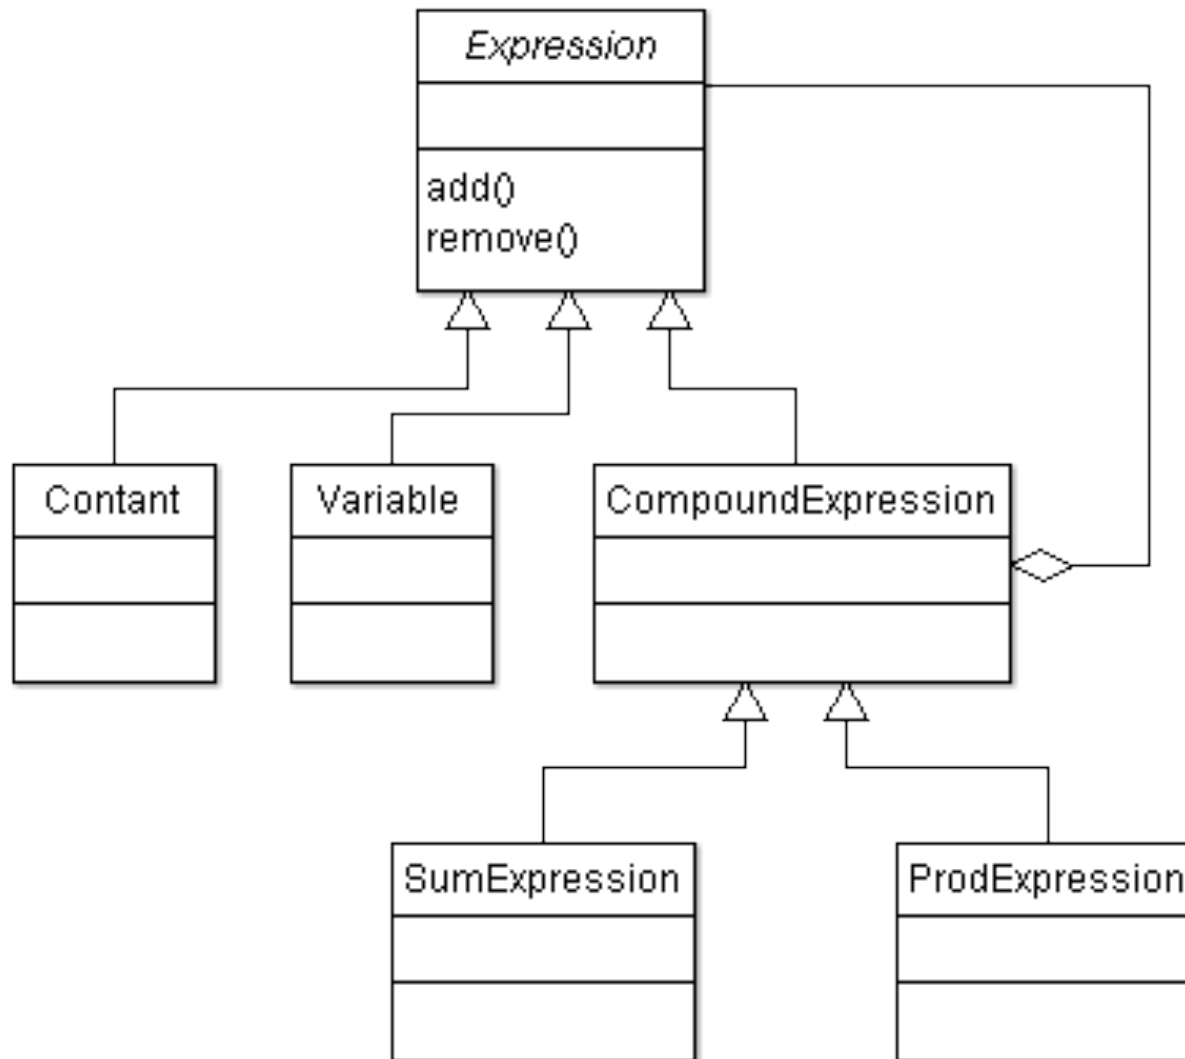 Expression
add()
remove()
Contant
Variable
CompoundExpression
SumExpression
ProdExpression